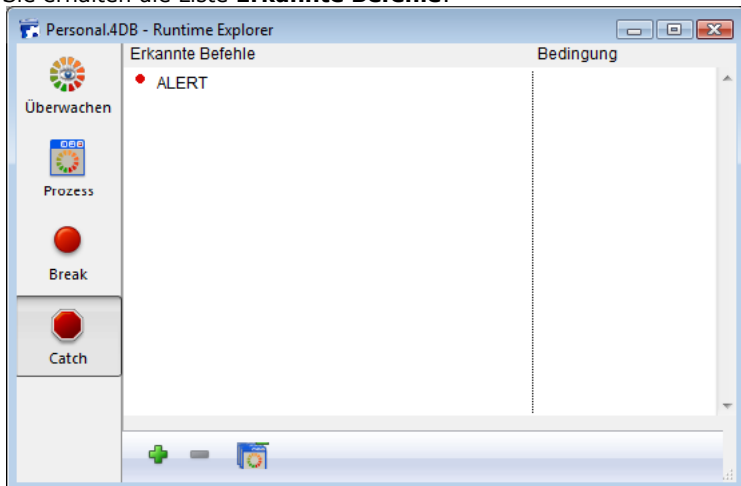 Sie erhalten die Liste Erkannte Befehle:
Personal.4DB - Runtime Explorer
Erkannte Befehle
Bedingung
ALERT
Überwachen
Prozess
Break
Catch